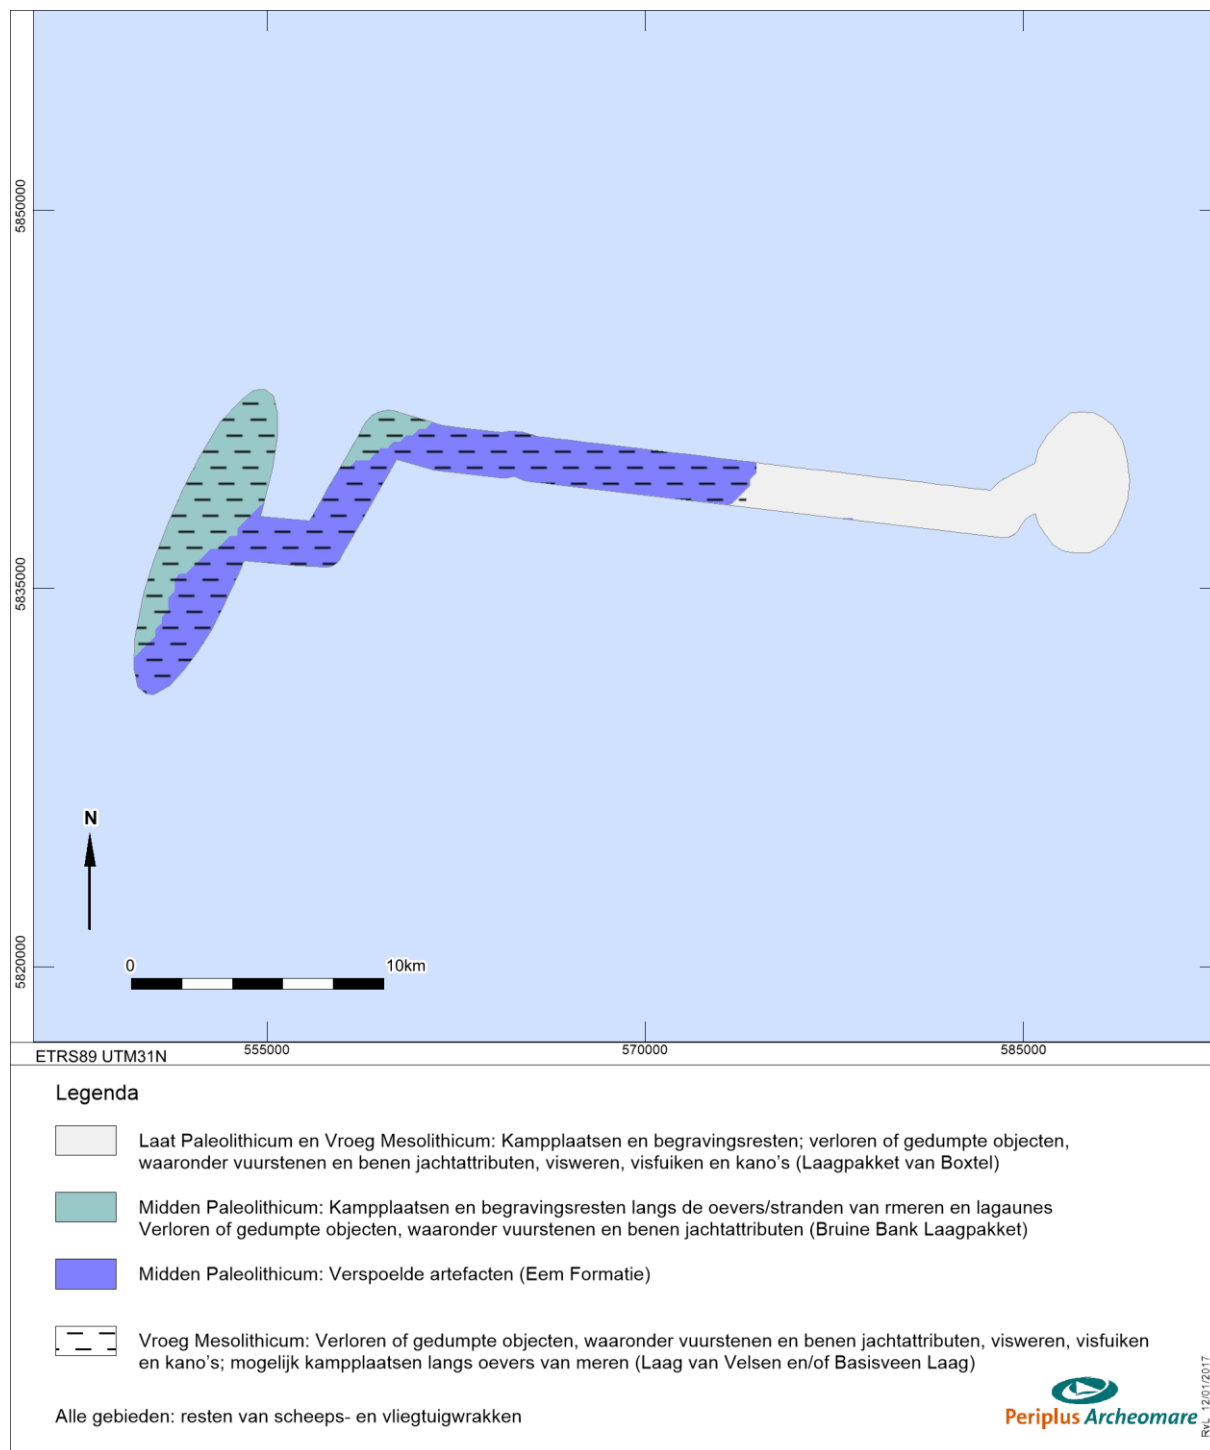 5850000
5835000
5820000
N
0 10km
ETRS89 UTM31N
555000 570000 585000
Legenda
Laat Paleolithicum en Vroeg Mesolithicum: Kampplaatsen en begravingsresten; verloren of gedumpte objecten,
waaronder vuurstenen en benen jachtattributen, visweren, visfuiken en kano's (Laagpakket van Boxtel)
Midden Paleolithicum: Kampplaatsen en begravingsresten langs de oevers/stranden van rmeren en lagaunes
Verloren of gedumpte objecten, waaronder vuurstenen en benen jachtattributen (Bruine Bank Laagpakket)
Midden Paleolithicum: Verspoelde artefacten (Eem Formatie)
Vroeg Mesolithicum: Verloren of gedumpte objecten, waaronder vuurstenen en benen jachtattributen, visweren, visfuiken
en kano's; mogelijk kampplaatsen langs oevers van meren (Laag van Velsen en/of Basisveen Laag)
Alle gebieden: resten van scheeps- en vliegtuigwrakken
Periplus Archeomare
RvL 12/01/2017